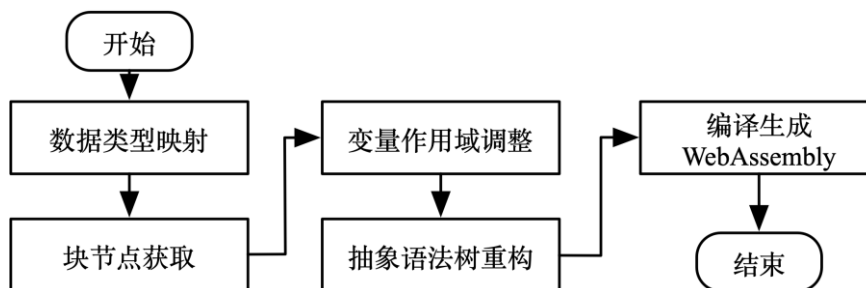 开始
数据类型映射
块节点获取
变量作用域调整
抽象语法树重构
编译生成
WebAssembly
结束